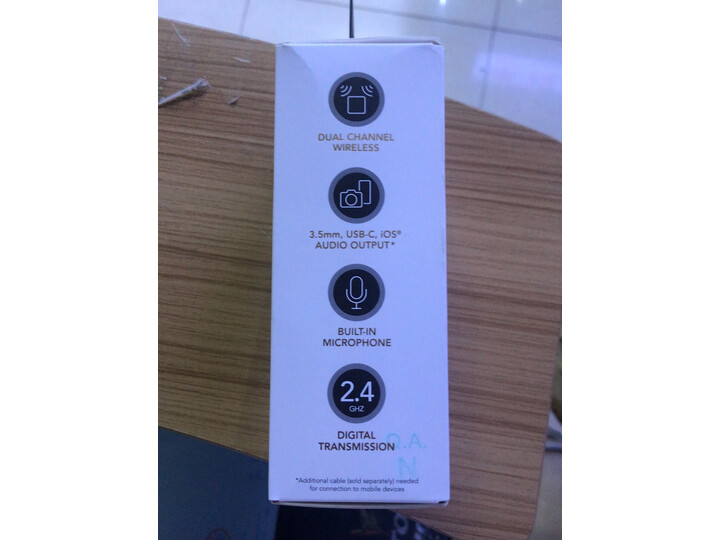 DUAL CHANNEL
WIRELESS
3.5mm, USB-C, iOS®
AUDIO OUTPUT*
BUILT-IN
MICROPHONE
2.4
GHZ
DIGITAL
TRANSMISSION
Q.A.
N
*Additional cable (sold separately) needed
for connection to mobile devices